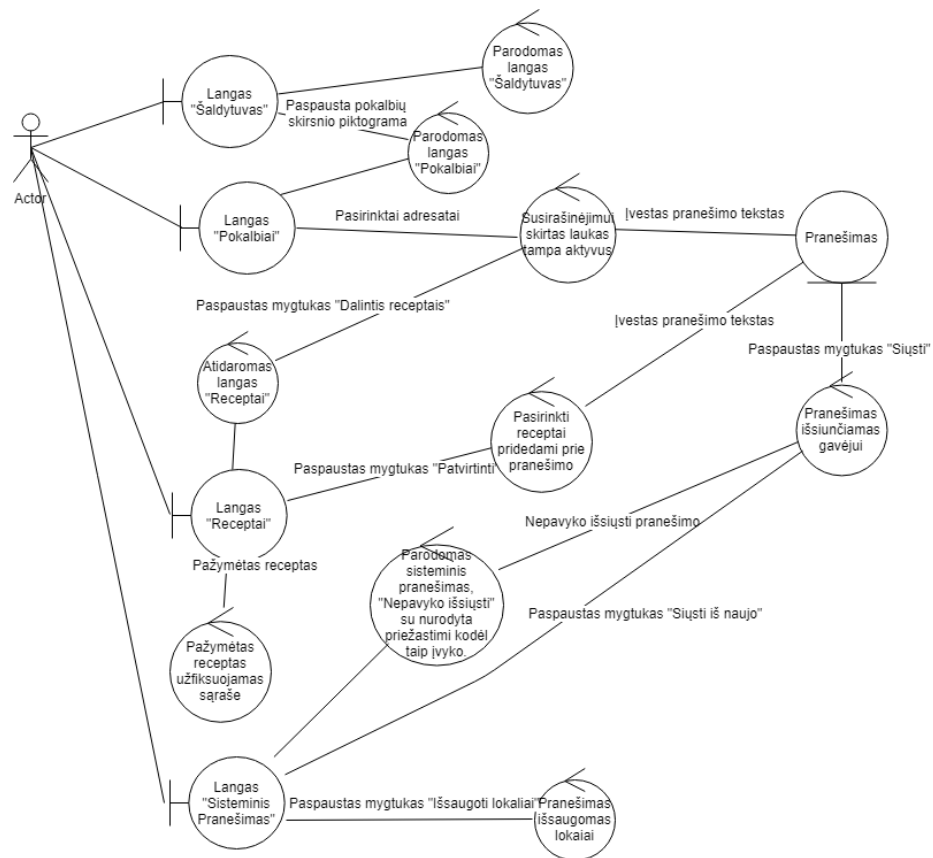 Parodomas
langas
"Šaldytuvas"
Langas
"Šaldytuvas"
Paspausta pokalbių
skirsnio piktograma
Parodomas
langas
"Pokalbiai"
Actor
Langas
"Pokalbiai"
Pasirinktai adresatai
Susirašinėjimui
skirtas laukas
tampa aktyvus
Įvestas pranešimo tekstas
Pranešimas
Paspaustas mygtukas "Dalintis receptais"
Įvestas pranešimo tekstas
Paspaustas mygtukas "Siųsti"
Atidaromas
langas
"Receptai"
Pasirinkti
receptai
pridedami prie
pranešimo
Pranešimas
išsiunčiamas
gavėjui
Paspaustas mygtukas "Patvirtinti"
Langas
"Receptai"
Nepavyko išsiųsti pranešimo
Pažymėtas receptas
Parodomas
sisteminis
pranešimas,
"Nepavyko išsiųsti"
su nurodyta
priežastimi kodėl
taip įvyko.
Paspaustas mygtukas "Siųsti iš naujo"
Pažymėtas
receptas
užfiksuojamas
sąraše
Langas
"Sisteminis
Pranešimas"
Paspaustas mygtukas "Išsaugoti lokaliai"
Pranešimas
išsaugomas
lokaiai